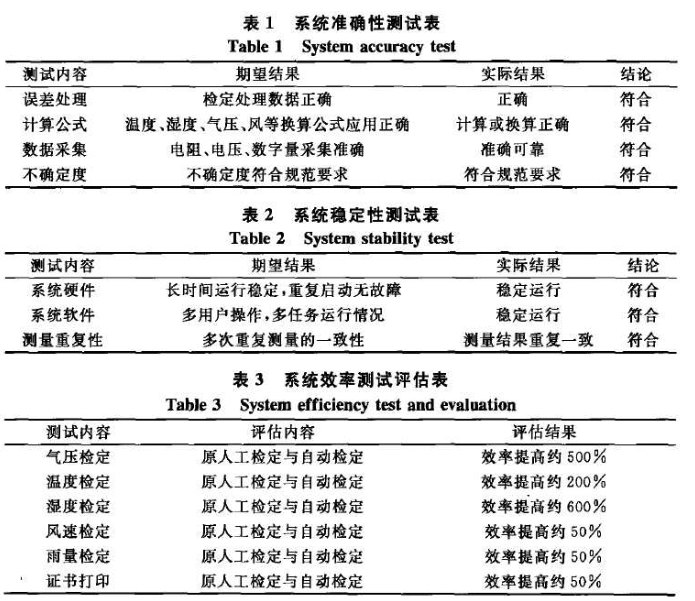 表 1 系统准确性测试表
Table 1 System accuracy test
测试内容 期望结果 实际结果 结论
误差处理 检定处理数据正确 正确 符合
计算公式 温度、湿度、气压、风等换算公式应用正确 计算或换算正确 符合
数据采集 电阻、电压、数字量采集准确 准确可靠 符合
不确定度 不确定度符合规范要求 符合规范要求 符合
表 2 系统稳定性测试表
Table 2 System stability test
测试内容 期望结果 实际结果 结论
系统硬件 长时间运行稳定,重复启动无故障 稳定运行 符合
系统软件 多用户操作,多任务运行情况 稳定运行 符合
测量重复性 多次重复测量的一致性 测量结果重复一致 符合
表 3 系统效率测试评估表
Table 3 System efficiency test and evaluation
测试内容 评估内容 评估结果
气压检定 原人工检定与自动检定 效率提高约 500%
温度检定 原人工检定与自动检定 效率提高约 200%
湿度检定 原人工检定与自动检定 效率提高约 600%
风速检定 原人工检定与自动检定 效率提高约 50%
雨量检定 原人工检定与自动检定 效率提高约 50%
证书打印 原人工检定与自动检定 效率提高约 50%